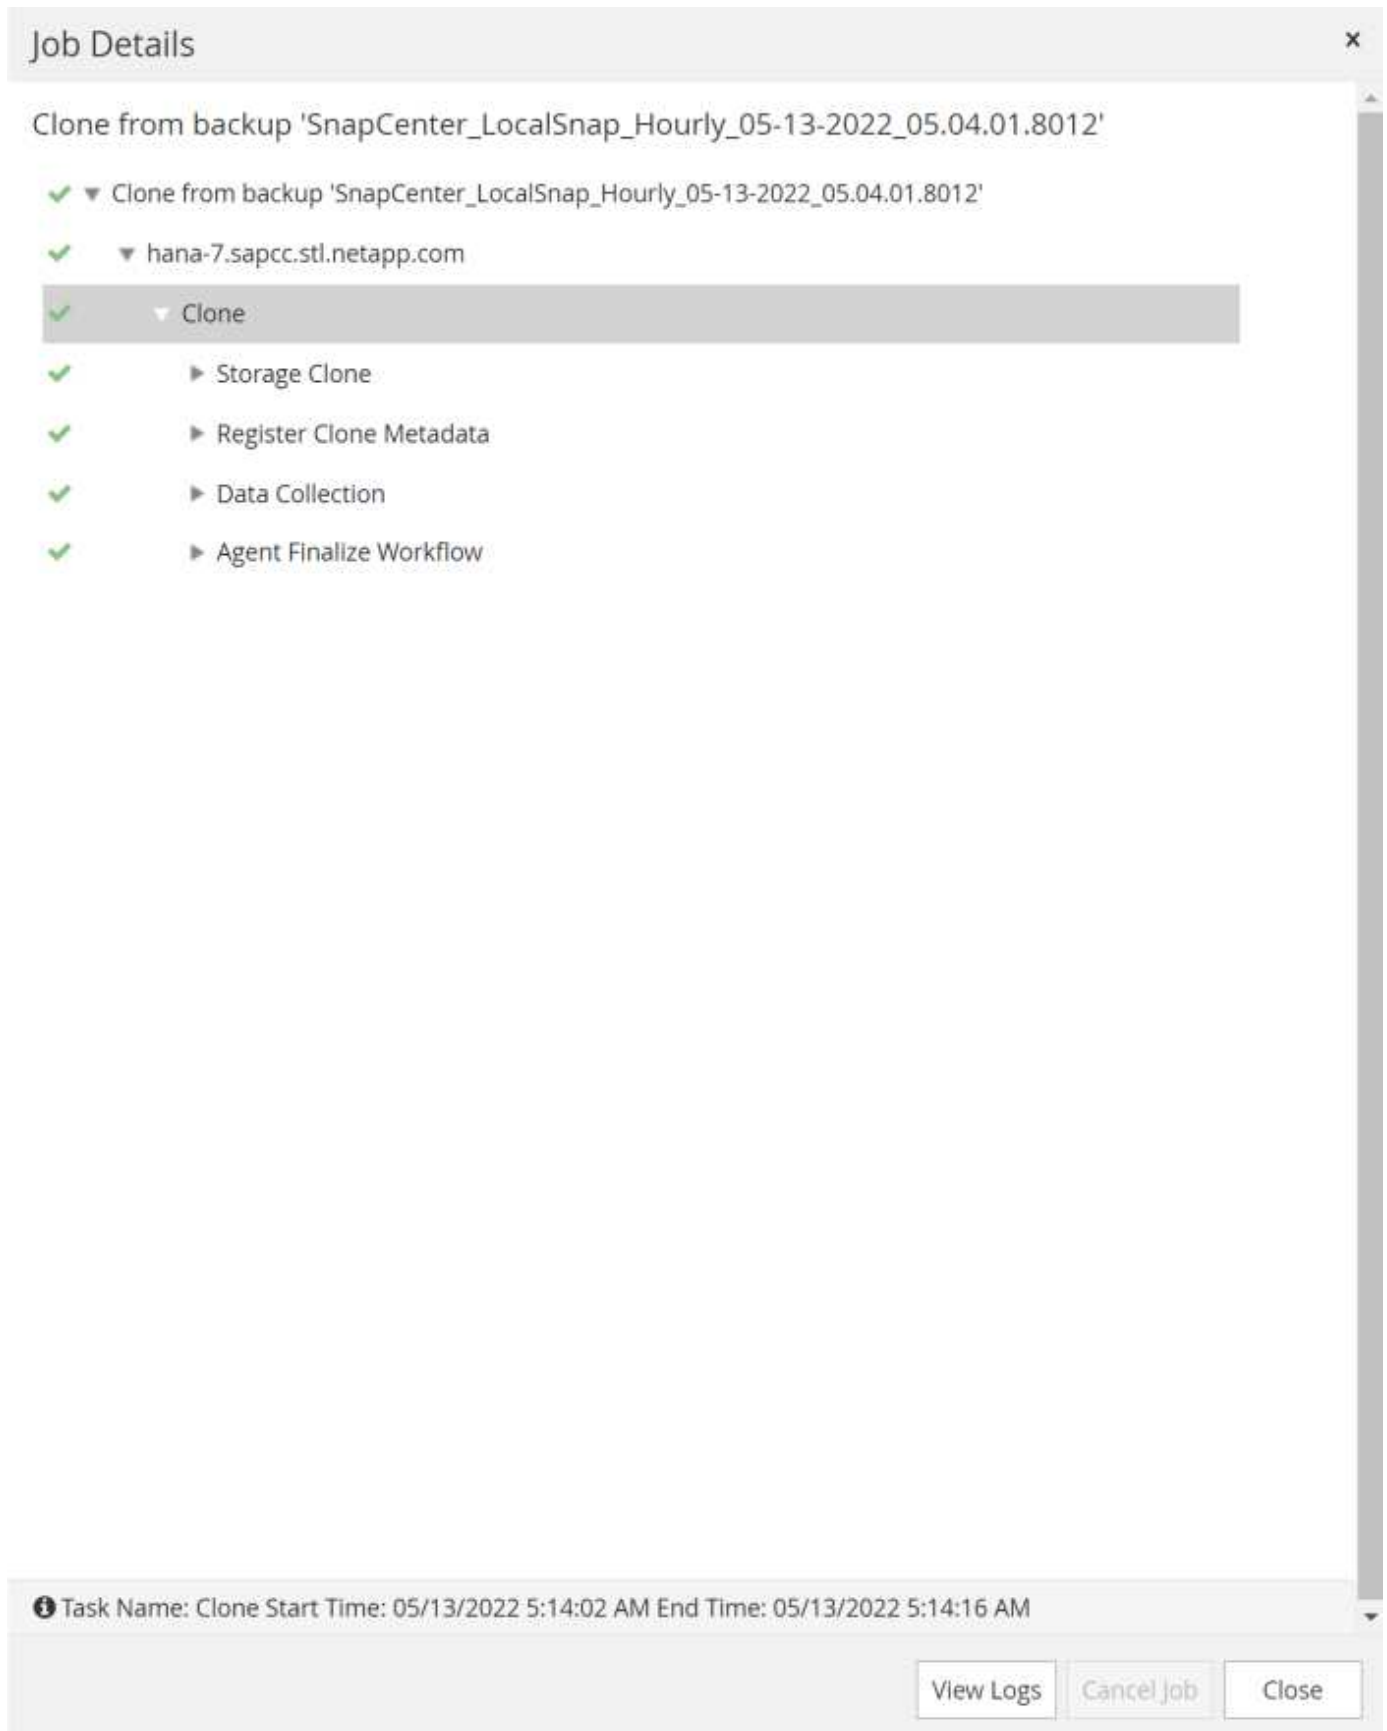 Job Details
Clone from backup 'SnapCenter_LocalSnap_Hourly_05-13-2022_05.04.01.8012'
Clone from backup 'SnapCenter_LocalSnap_Hourly_05-13-2022_05.04.01.8012'
hana-7.sapcc.stl.netapp.com
Clone
Storage Clone
Register Clone Metadata
Data Collection
Agent Finalize Workflow
Task Name: Clone Start Time: 05/13/2022 5:14:02 AM End Time: 05/13/2022 5:14:16 AM
View Logs Cancel Job Close